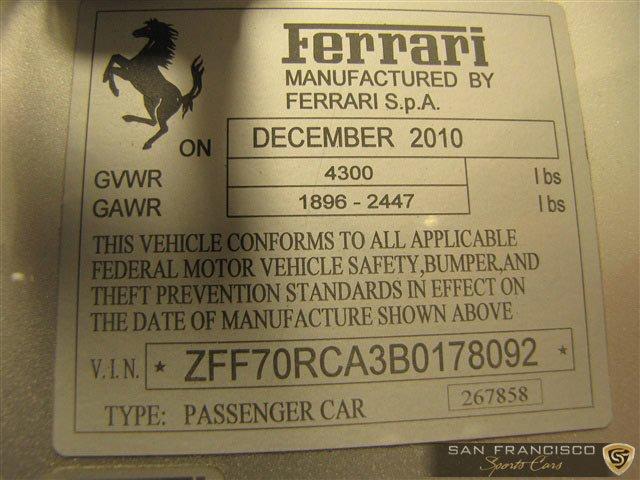 Ferrari
MANUFACTURED BY
FERRARI S.p.A.
ON DECEMBER 2010
GVWR 4300 lbs
GAWR 1896 - 2447 lbs
THIS VEHICLE CONFORMS TO ALL APPLICABLE
FEDERAL MOTOR VEHICLE SAFETY,BUMPER,AND
THEFT PREVENTION STANDARDS IN EFFECT ON
THE DATE OF MANUFACTURE SHOWN ABOVE
V.I.N. * ZFF70RCA3B0178092 *
TYPE: PASSENGER CAR 267858
SAN FRANCISCO
Sports Cars